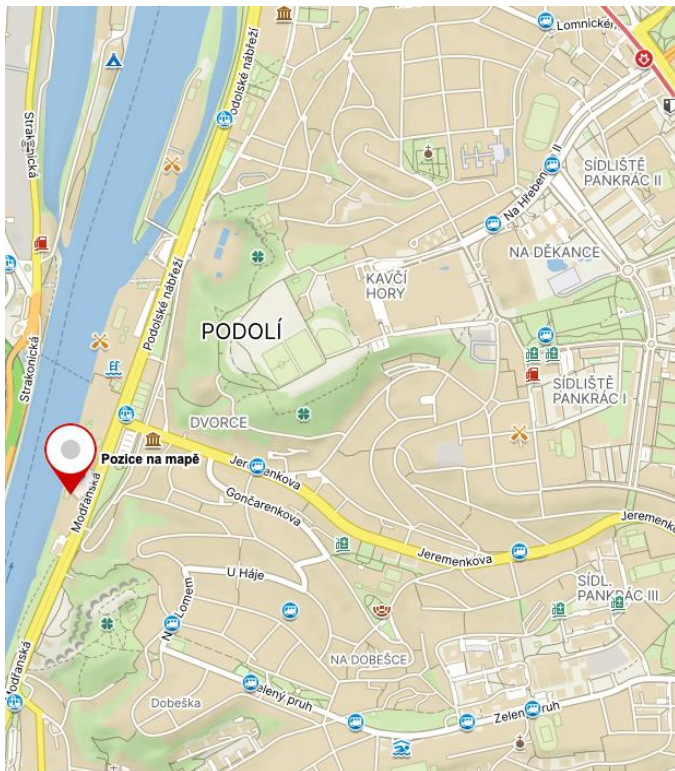 Lomnického
Podolské nábřeží
Strakonická
SÍDLIŠTĚ
PANKRÁC II
Na Hřebenech II
NA DĚKANCE
KAVČÍ
HORY
Podolské nábřeží
PODOLÍ
Strakonická
SÍDLIŠTĚ
PANKRÁC I
DVORCE
Pozice na mapě
Jeremenkova
Modřanská
Gončarenkova
Jeremenkova
Jeremenkova
U Háje
SÍDL.
PANKRÁC III
Nad Lomem
NA DOBEŠCE
Modřanská
Dobeška
Zelený pruh
Zelený pruh